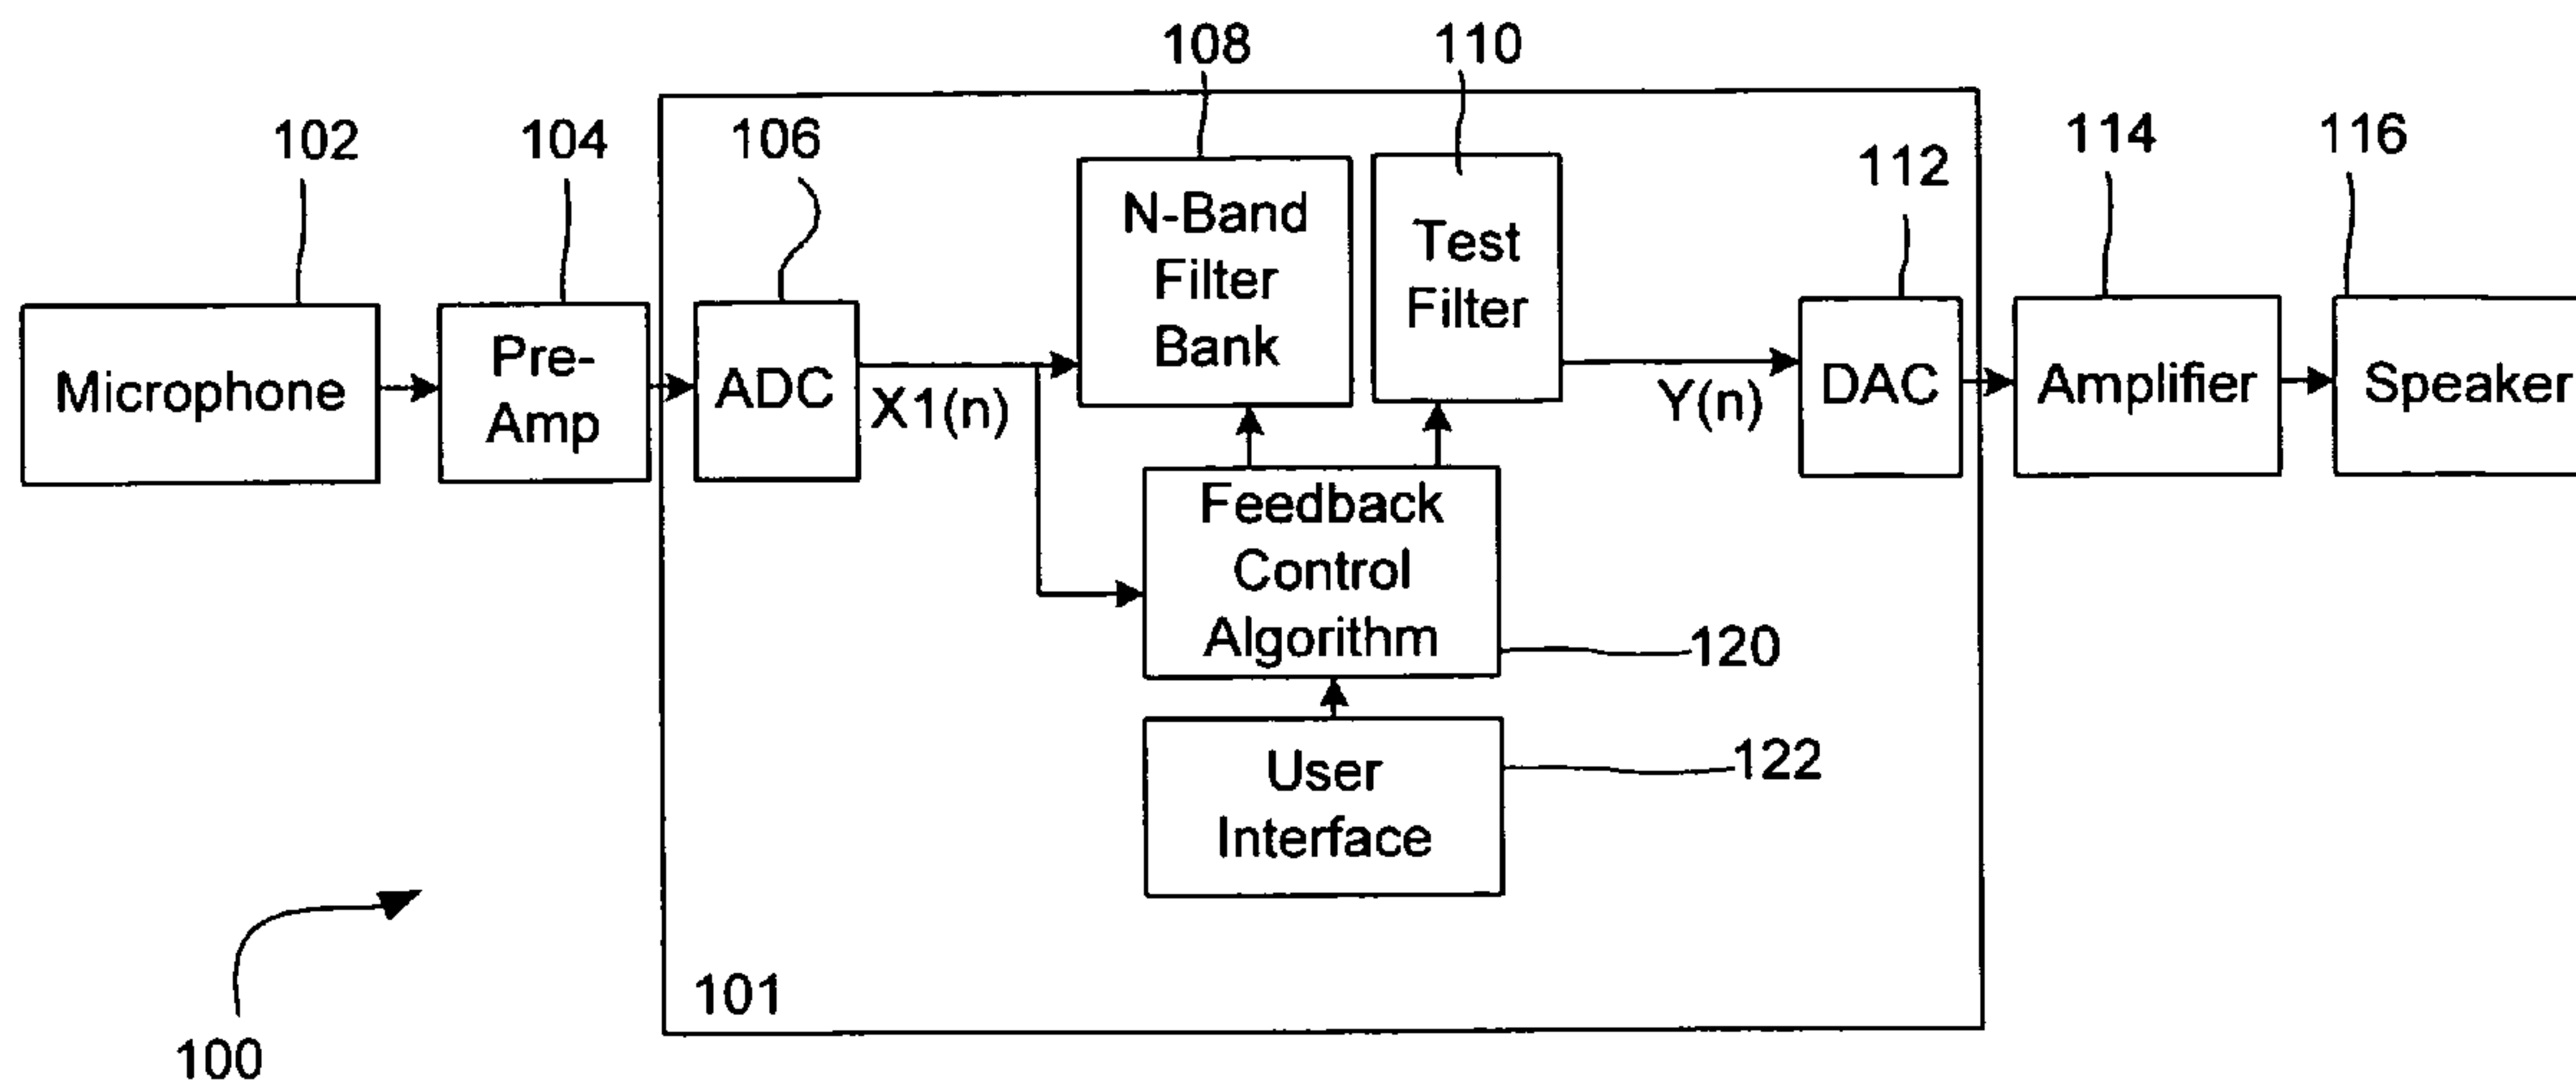 108
110
102
104
106
112
114
116
N-Band
Filter
Bank
Test
Filter
Microphone
Pre-
Amp
ADC
X1(n)
Y(n)
DAC
Amplifier
Speaker
Feedback
Control
Algorithm
120
User
Interface
122
101
100